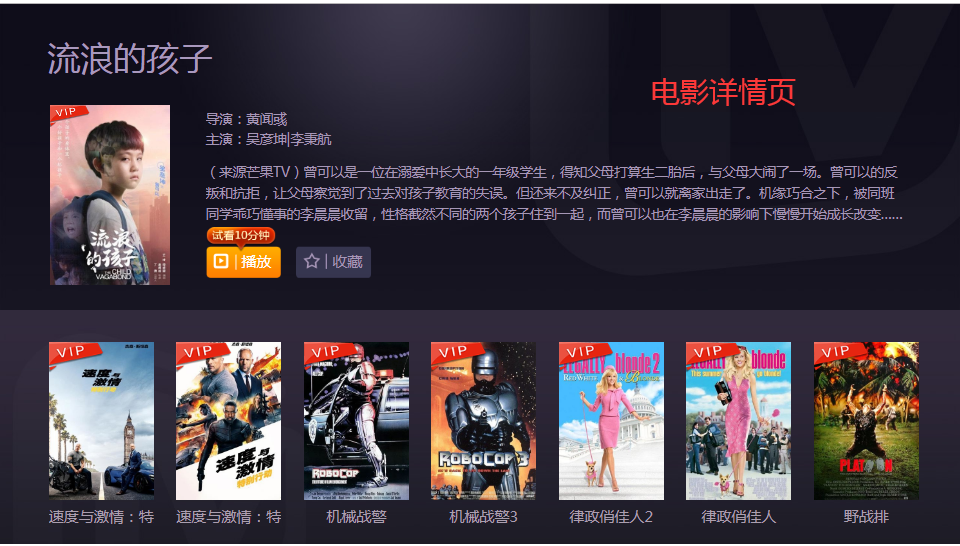 流浪的孩子
电影详情页
VIP
导演：黄闻彧
主演：吴彦坤|李秉航
（来源芒果TV）曾可以是一位在溺爱中长大的一年级学生，得知父母打算生二胎后，与父母大闹了一场。曾可以的反
叛和抗拒，让父母察觉到了过去对孩子教育的失误。但还来不及纠正，曾可以就离家出走了。机缘巧合之下，被同班
同学乖巧懂事的李晨晨收留，性格截然不同的两个孩子住到一起，而曾可以也在李晨晨的影响下慢慢开始成长改变......
流浪
的孩子
THE CHILD
VAGABOND
试看10分钟
播放
收藏
VIP
速度与
激情
VIP
速度与
激情
特别行动
VIP
ROBOCOP
VIP
ROBOCOP 3
VIP
LEGALLY blonde 2
RED WHITE & BLONDE
VIP
LEGALLY blonde
VIP
PLATOON
速度与激情：特
速度与激情：特
机械战警
机械战警3
律政俏佳人2
律政俏佳人
野战排